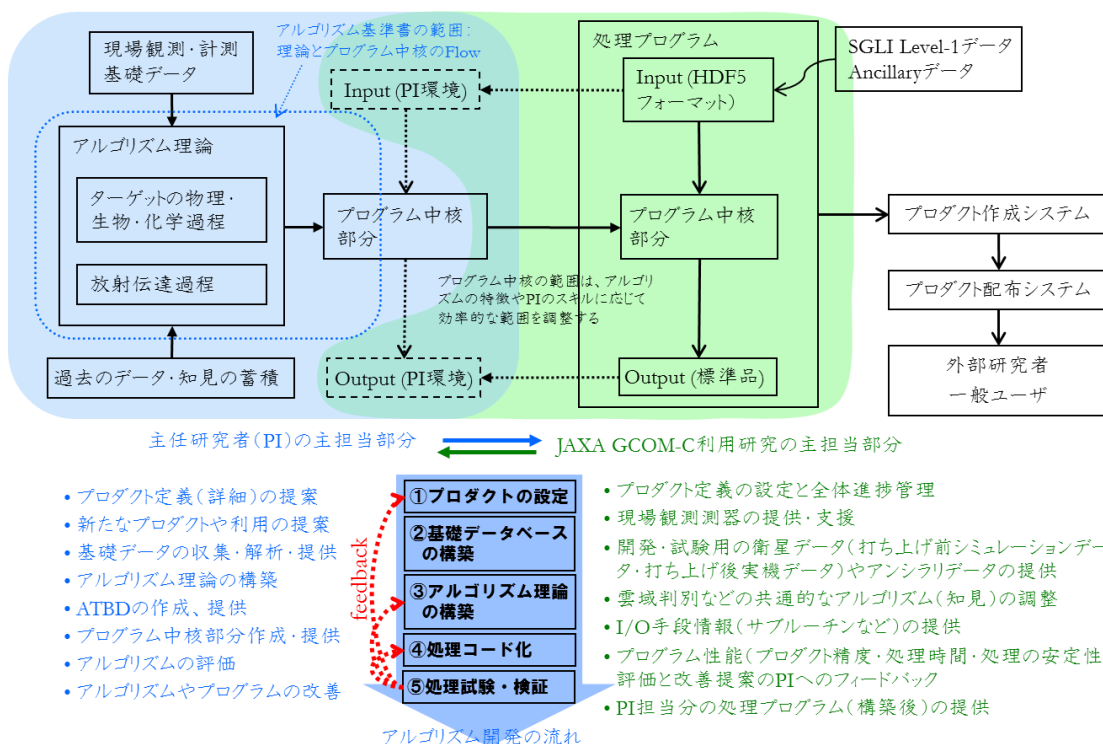 アルゴリズム基準書の範囲:
理論とプログラム中核のFlow
現場観測・計測
基礎データ
アルゴリズム理論
ターゲットの物理・
生物・化学過程
放射伝達過程
過去のデータ・知見の蓄積
Input (PI環境)
プログラム中核
部分
Output (PI環境)
プログラム中核の範囲は、アルゴリ
ズムの特徴やPIのスキルに応じて
効率的な範囲を調整する
処理プログラム
Input (HDF5
フォーマット)
プログラム中核
部分
Output (標準品)
SGLI Level-1データ
Ancillaryデータ
プロダクト作成システム
プロダクト配布システム
外部研究者
一般ユーザ
主任研究者(PI)の主担当部分
JAXA GCOM-C利用研究の主担当部分
• プロダクト定義(詳細)の提案
• 新たなプロダクトや利用の提案
• 基礎データの収集・解析・提供
• アルゴリズム理論の構築
• ATBDの作成、提供
• プログラム中核部分作成・提供
• アルゴリズムの評価
• アルゴリズムやプログラムの改善
feedback
①プロダクトの設定
②基礎データベース
の構築
③アルゴリズム理論
の構築
④処理コード化
⑤処理試験・検証
アルゴリズム開発の流れ
• プロダクト定義の設定と全体進捗管理
• 現場観測測器の提供・支援
• 開発・試験用の衛星データ(打ち上げ前シミュレーションデー
タ・打ち上げ後実機データ)やアンシラリデータの提供
• 雲域判別などの共通的なアルゴリズム(知見)の調整
• I/O手段情報(サブルーチンなど)の提供
• プログラム性能(プロダクト精度・処理時間・処理の安定性
評価と改善提案のPIへのフィードバック
• PI担当分の処理プログラム(構築後)の提供